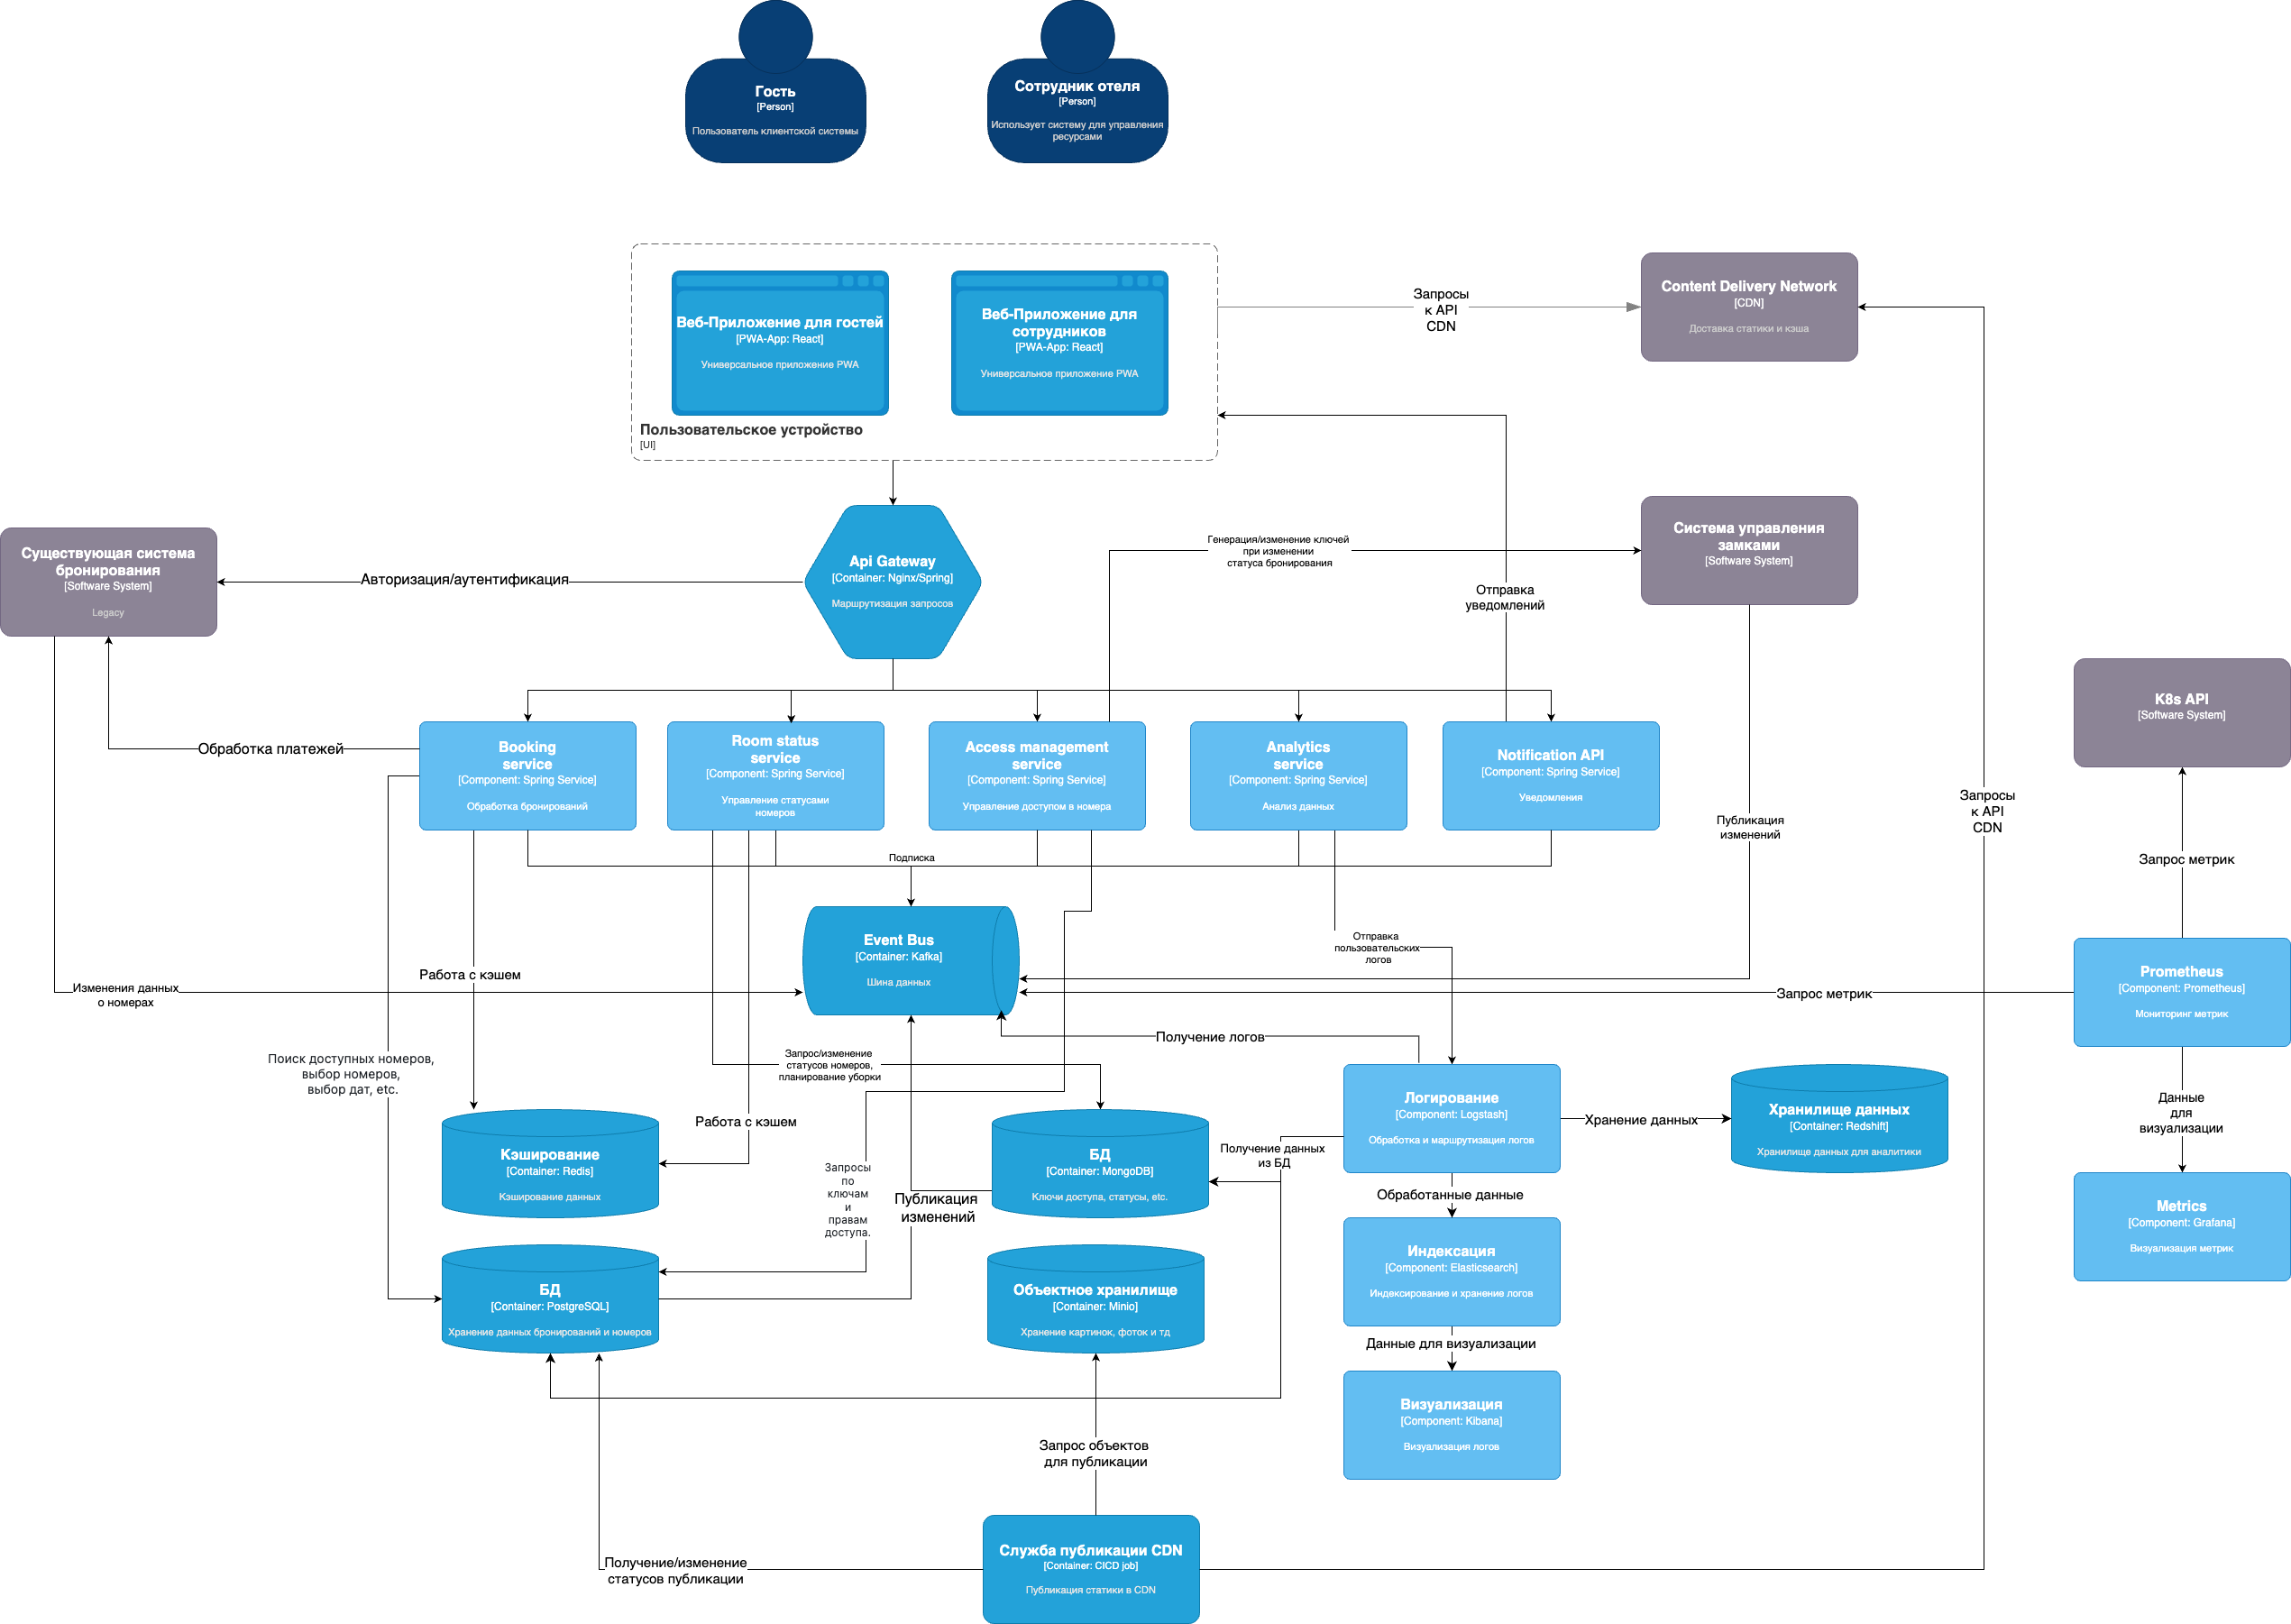 Гость
[Person]
Пользователь клиентской системы
Сотрудник отеля
[Person]
Использует систему для управления
ресурсами
Веб-Приложение для гостей
[PWA-App: React]
Универсальное приложение PWA
Веб-Приложение для
сотрудников
[PWA-App: React]
Универсальное приложение PWA
Пользовательское устройство
[UI]
Запросы
к API
CDN
Content Delivery Network
[CDN]
Доставка статики и кэша
Существующая система
бронирования
[Software System]
Legacy
Авторизация/аутентификация
Api Gateway
[Container: Nginx/Spring]
Маршрутизация запросов
Генерация/изменение ключей
при изменении
статуса бронирования
Отправка
уведомлений
Система управления
замками
[Software System]
K8s API
[Software System]
Обработка платежей
Booking
service
[Component: Spring Service]
Обработка бронирований
Room status
service
[Component: Spring Service]
Управление статусами
номеров
Access management
service
[Component: Spring Service]
Управление доступом в номера
Analytics
service
[Component: Spring Service]
Анализ данных
Notification API
[Component: Spring Service]
Уведомления
Публикация
изменений
Запросы
к API
CDN
Запрос метрик
Подписка
Event Bus
[Container: Kafka]
Шина данных
Отправка
пользовательских
логов
Работа с кэшем
Изменения данных
о номерах
Запрос метрик
Prometheus
[Component: Prometheus]
Мониторинг метрик
Получение логов
Поиск доступных номеров,
выбор номеров,
выбор дат, etc.
Запрос/изменение
статусов номеров,
планирование уборки
Работа с кэшем
Кэширование
[Container: Redis]
Кэширование данных
Запросы
по
ключам
и
правам
доступа.
Публикация
изменений
БД
[Container: MongoDB]
Ключи доступа, статусы, etc.
Получение данных
из БД
Логирование
[Component: Logstash]
Обработка и маршрутизация логов
Хранение данных
Хранилище данных
[Container: Redshift]
Хранилище данных для аналитики
Данные
для
визуализации
Metrics
[Component: Grafana]
Визуализация метрик
Обработанные данные
Индексация
[Component: Elasticsearch]
Индексирование и хранение логов
БД
[Container: PostgreSQL]
Хранение данных бронирований и номеров
Объектное хранилище
[Container: Minio]
Хранение картинок, фоток и тд
Данные для визуализации
Визуализация
[Component: Kibana]
Визуализация логов
Запрос объектов
для публикации
Получение/изменение
статусов публикации
Служба публикации CDN
[Container: CICD job]
Публикация статики в CDN